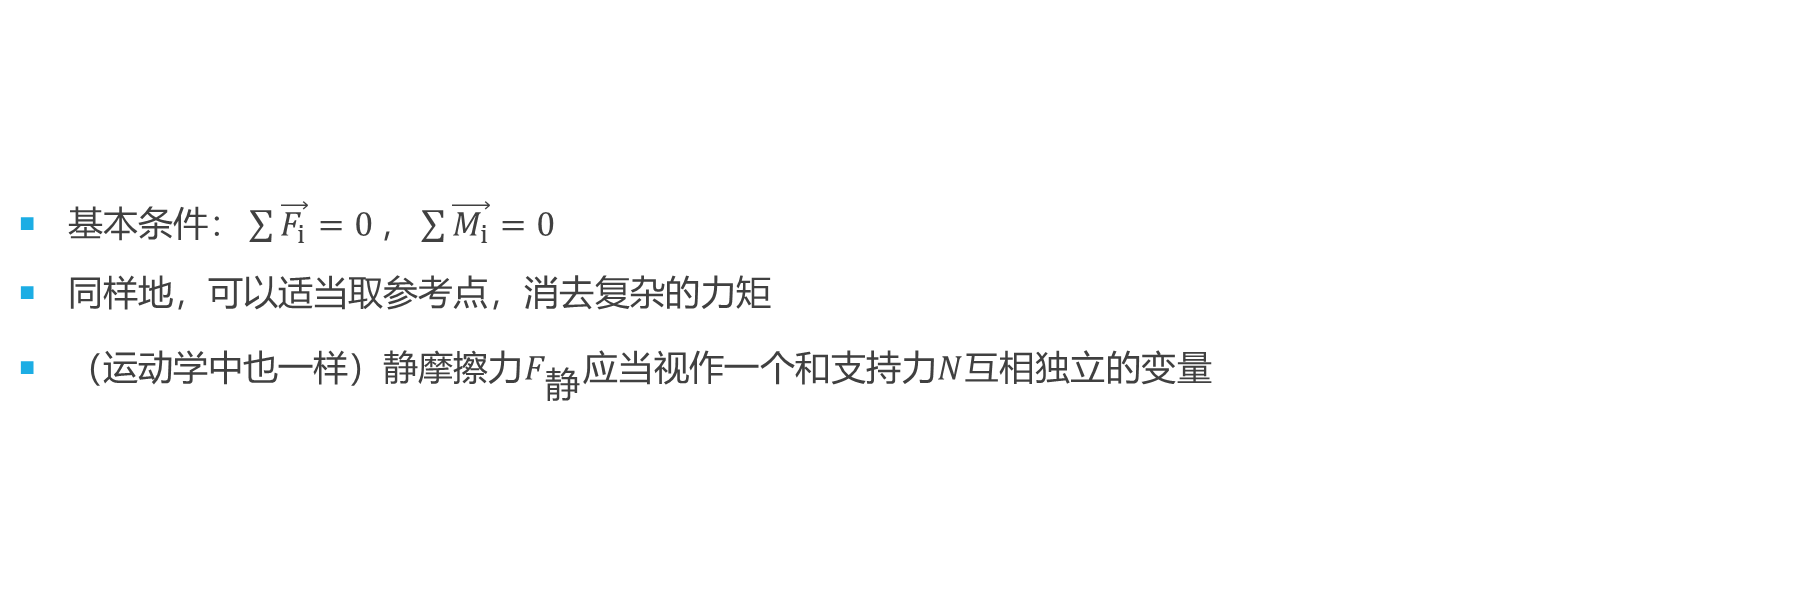 ▪ 基本条件：∑F⃗ᵢ = 0， ∑M⃗ᵢ = 0
▪ 同样地，可以适当取参考点，消去复杂的力矩
▪ （运动学中也一样）静摩擦力F静应当视作一个和支持力N互相独立的变量